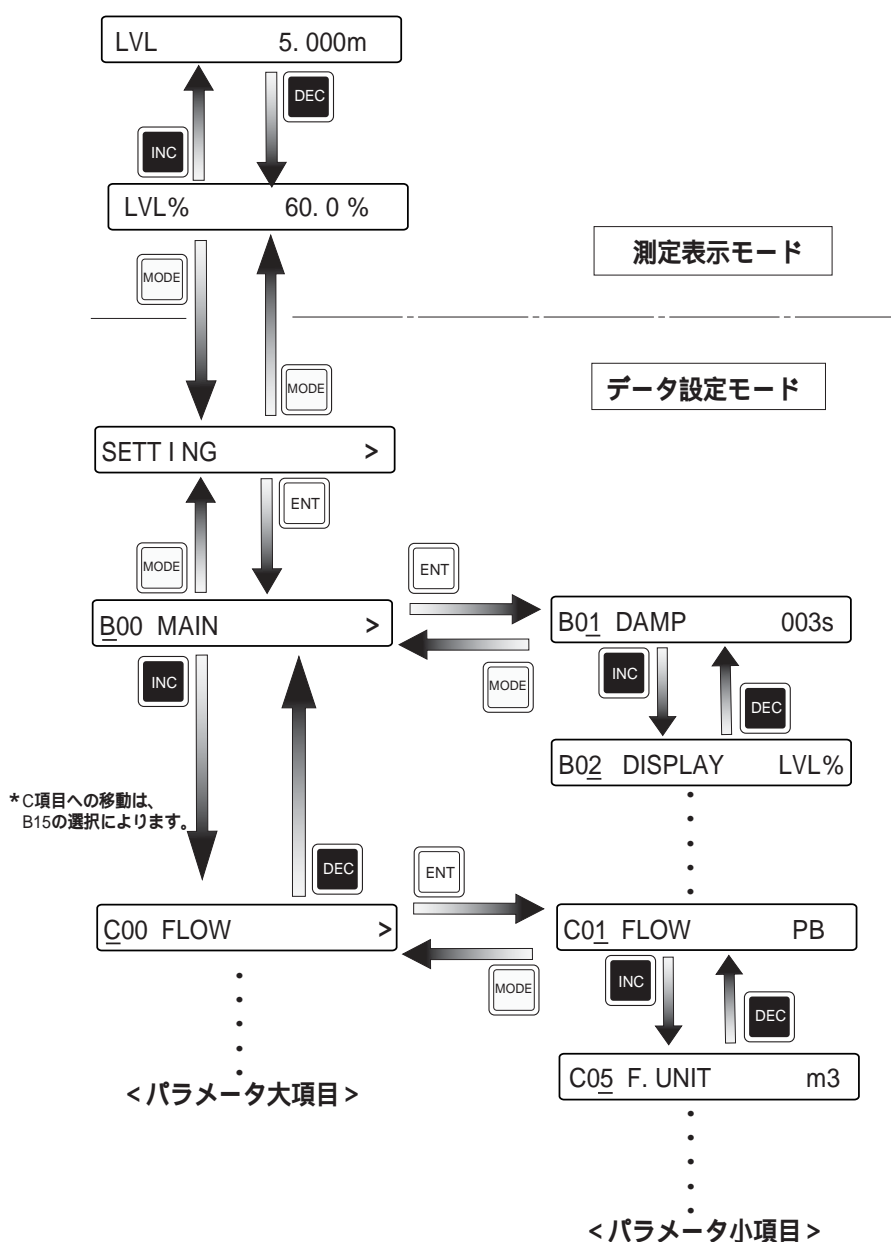 LVL 5.000m
DEC
INC
LVL% 60.0 %
測定表示モード
MODE
MODE
データ設定モード
SETTING >
ENT
MODE
ENT
B00 MAIN >
B01 DAMP 003s
INC
MODE
INC
DEC
B02 DISPLAY LVL%
*C項目への移動は、
B15の選択によります。
DEC
ENT
C00 FLOW >
C01 FLOW PB
MODE
INC
DEC
C05 F. UNIT m3
<パラメータ大項目>
<パラメータ小項目>